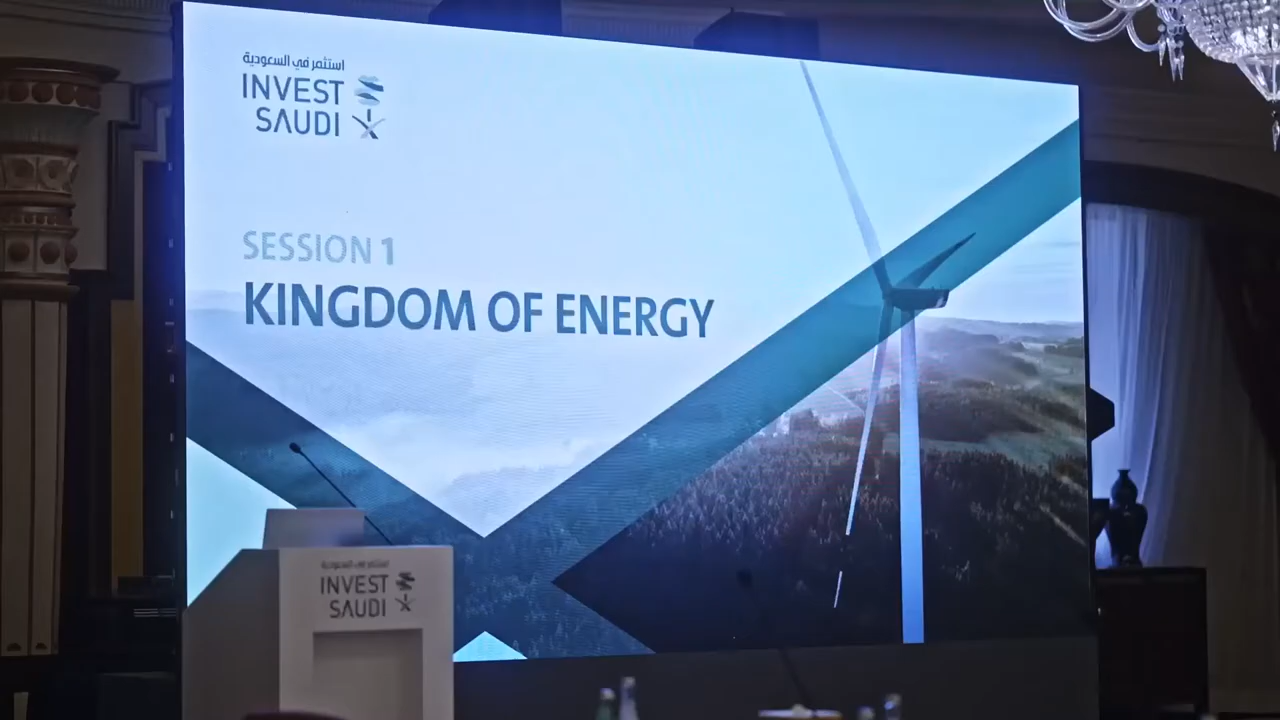 استثمر في السعودية
INVEST
SAUDI
SESSION 1
KINGDOM OF ENERGY
استثمر في السعودية
INVEST
SAUDI